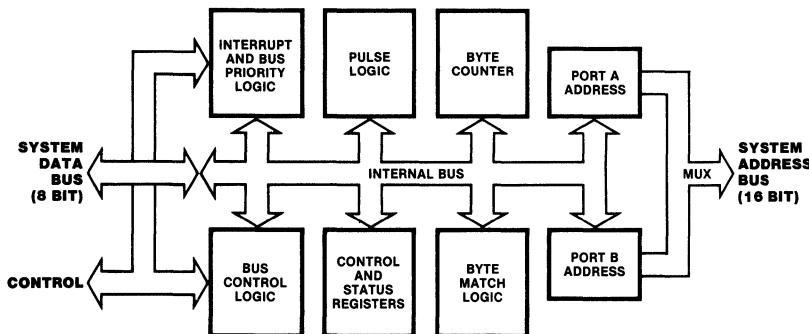 INTERRUPT
AND BUS
PRIORITY
LOGIC
PULSE
LOGIC
BYTE
COUNTER
PORT A
ADDRESS
SYSTEM
DATA
BUS
(8 BIT)
INTERNAL BUS
MUX
SYSTEM
ADDRESS
BUS
(16 BIT)
CONTROL
BUS
CONTROL
LOGIC
CONTROL
AND
STATUS
REGISTERS
BYTE
MATCH
LOGIC
PORT B
ADDRESS